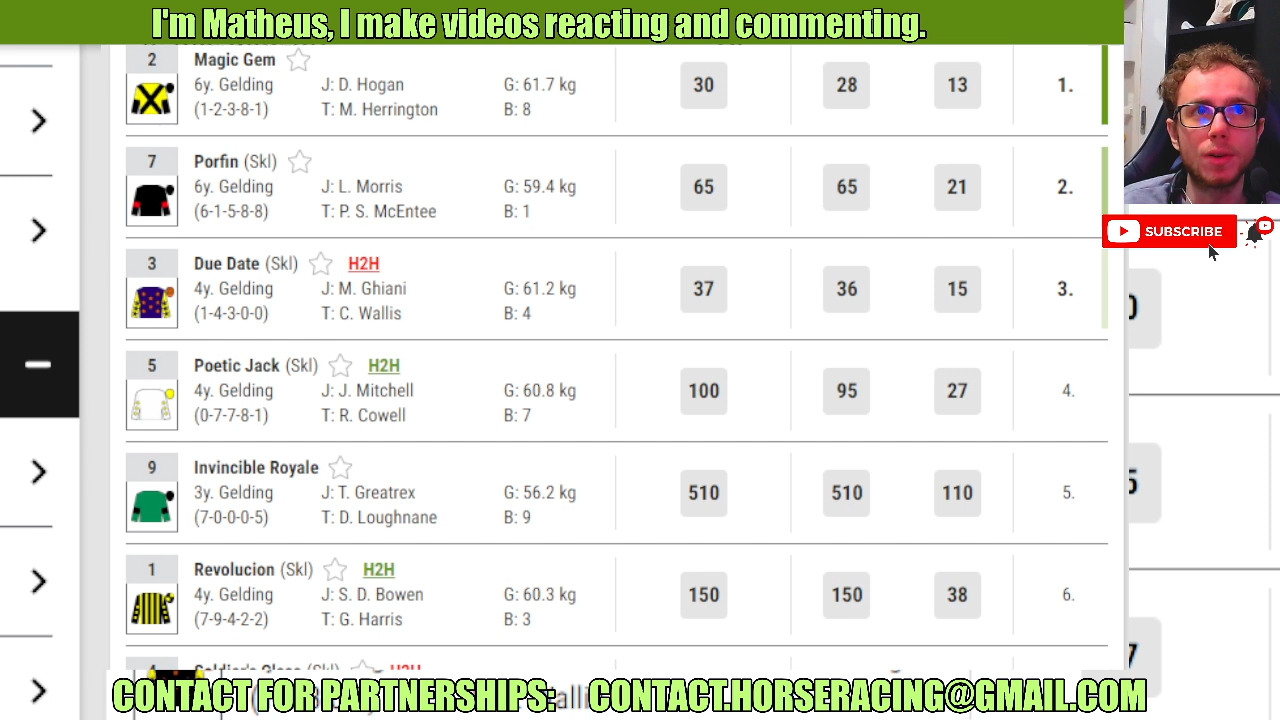 I'm Matheus, I make videos reacting and commenting.
2 Magic Gem
6y. Gelding J: D. Hogan G: 61.7 kg 30 28 13 1.
(1-2-3-8-1) T: M. Herrington B: 8
7 Porfin (Skl)
6y. Gelding J: L. Morris G: 59.4 kg 65 65 21 2.
(6-1-5-8-8) T: P. S. McEntee B: 1
SUBSCRIBE
3 Due Date (Skl) H2H
4y. Gelding J: M. Ghiani G: 61.2 kg 37 36 15 3.
(1-4-3-0-0) T: C. Wallis B: 4
5 Poetic Jack (Skl) H2H
4y. Gelding J: J. Mitchell G: 60.8 kg 100 95 27 4.
(0-7-7-8-1) T: R. Cowell B: 7
9 Invincible Royale
3y. Gelding J: T. Greatrex G: 56.2 kg 510 510 110 5.
(7-0-0-0-5) T: D. Loughnane B: 9
1 Revolucion (Skl) H2H
4y. Gelding J: S. D. Bowen G: 60.3 kg 150 150 38 6.
(7-9-4-2-2) T: G. Harris B: 3
CONTACT FOR PARTNERSHIPS: CONTACT.HORSERACING@GMAIL.COM